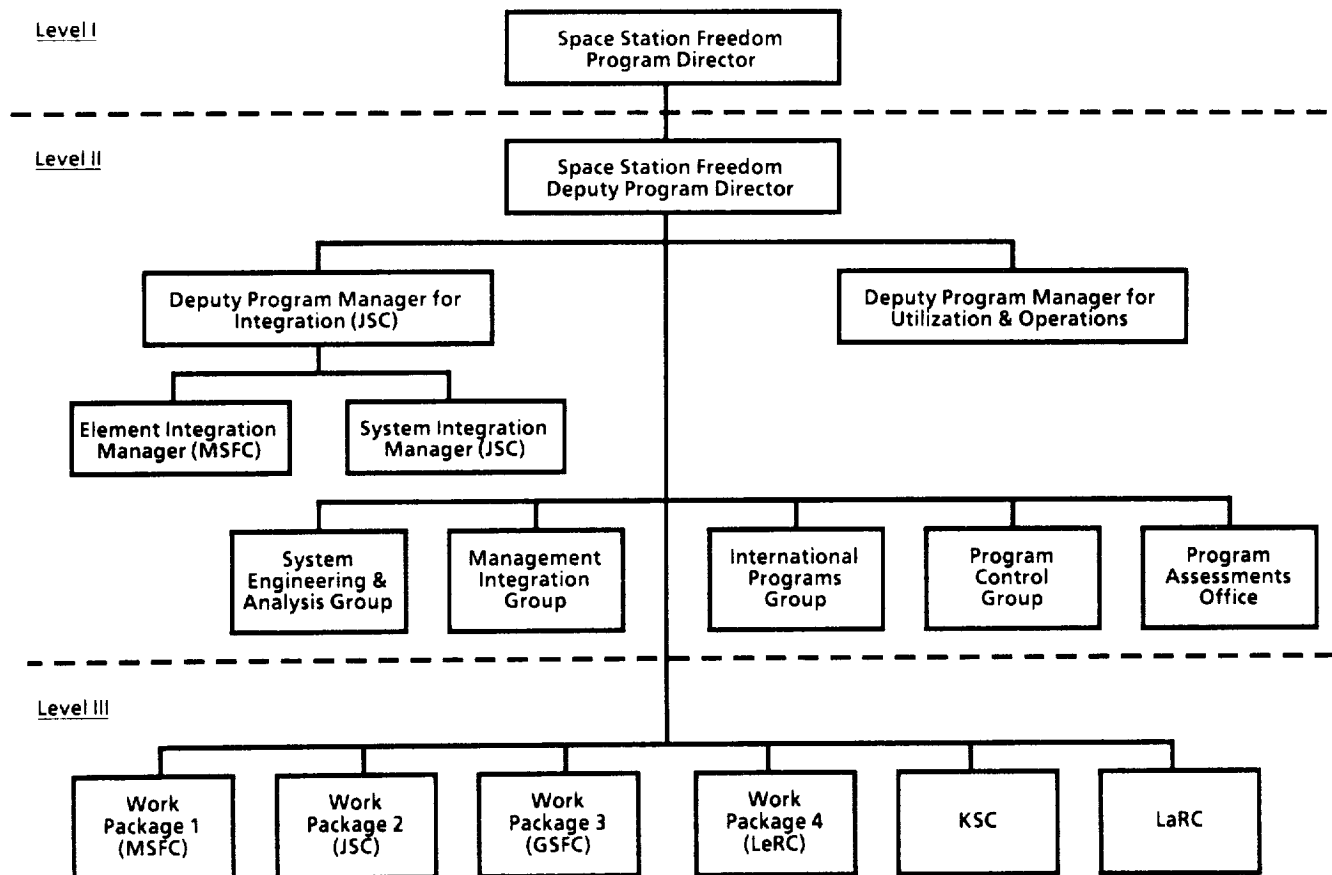 Level I
Space Station Freedom
Program Director
Level II
Space Station Freedom
Deputy Program Director
Deputy Program Manager for
Integration (JSC)
Deputy Program Manager for
Utilization & Operations
Element Integration
Manager (MSFC)
System Integration
Manager (JSC)
System
Engineering &
Analysis Group
Management
Integration
Group
International
Programs
Group
Program
Control
Group
Program
Assessments
Office
Level III
Work
Package 1
(MSFC)
Work
Package 2
(JSC)
Work
Package 3
(GSFC)
Work
Package 4
(LeRC)
KSC
LaRC